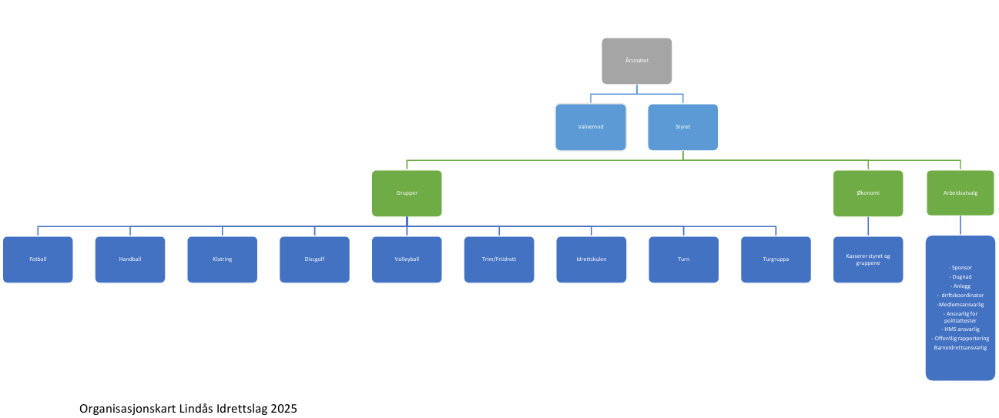 Årsmøtet
Valnemnd
Styret
Grupper
Økonomi
Arbeidsutvalg
Fotball
Handball
Klatring
Discgolf
Volleyball
Trim/Friidrett
Idrettskulen
Turn
Turgruppa
Kasserer styret og
gruppene
- Sponsor
- Dugnad
- Anlegg
- driftskoordinator
-Medlemsansvarlig
- Ansvarlig for
politiattester
- HMS ansvarlig
- Offentlig rapportering
Barneidrettsansvarlig
Organisasjonskart Lindås Idrettslag 2025